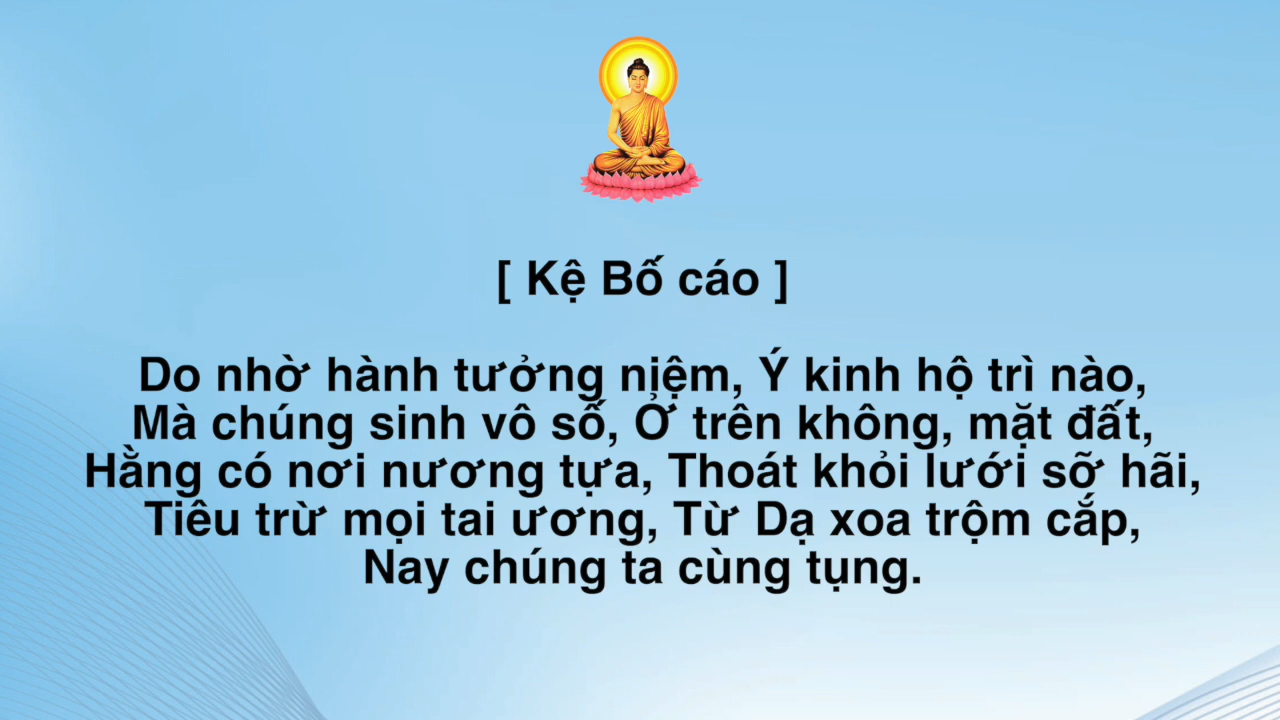 [ Kệ Bố cáo ]
Do nhờ hành tưởng niệm, Ý kinh hộ trì nào,
Mà chúng sinh vô số, Ở trên không, mặt đất,
Hằng có nơi nương tựa, Thoát khỏi lưới sỡ hãi,
Tiêu trừ mọi tai ương, Từ Dạ xoa trộm cắp,
Nay chúng ta cùng tụng.